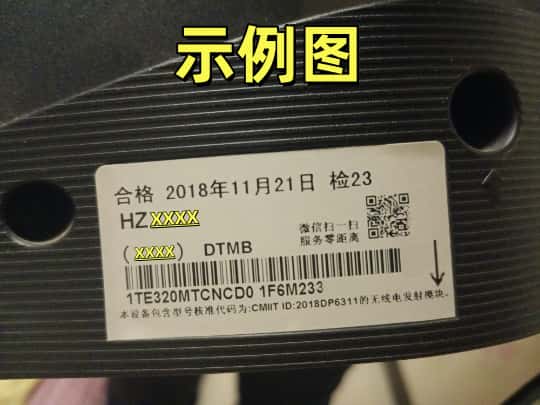 示例图
合格 2018年11月21日 检23
HZ xxxx
微信扫一扫
服务零距离
(xxxx) DTMB
1TE320MTCNCD0 1F6M233
本设备包含型号核准代码为:CMIIT ID:2018DP6311的无线电发射模块。